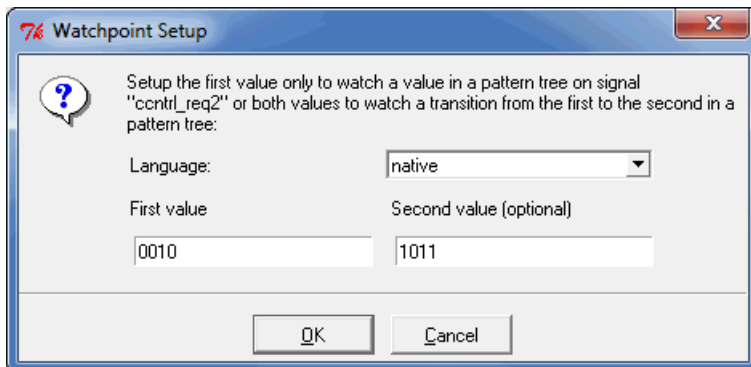 Watchpoint Setup
Setup the first value only to watch a value in a pattern tree on signal
"ccntrl_req2" or both values to watch a transition from the first to the second in a
pattern tree:
Language:
native
First value
Second value (optional)
0010
1011
OK
Cancel